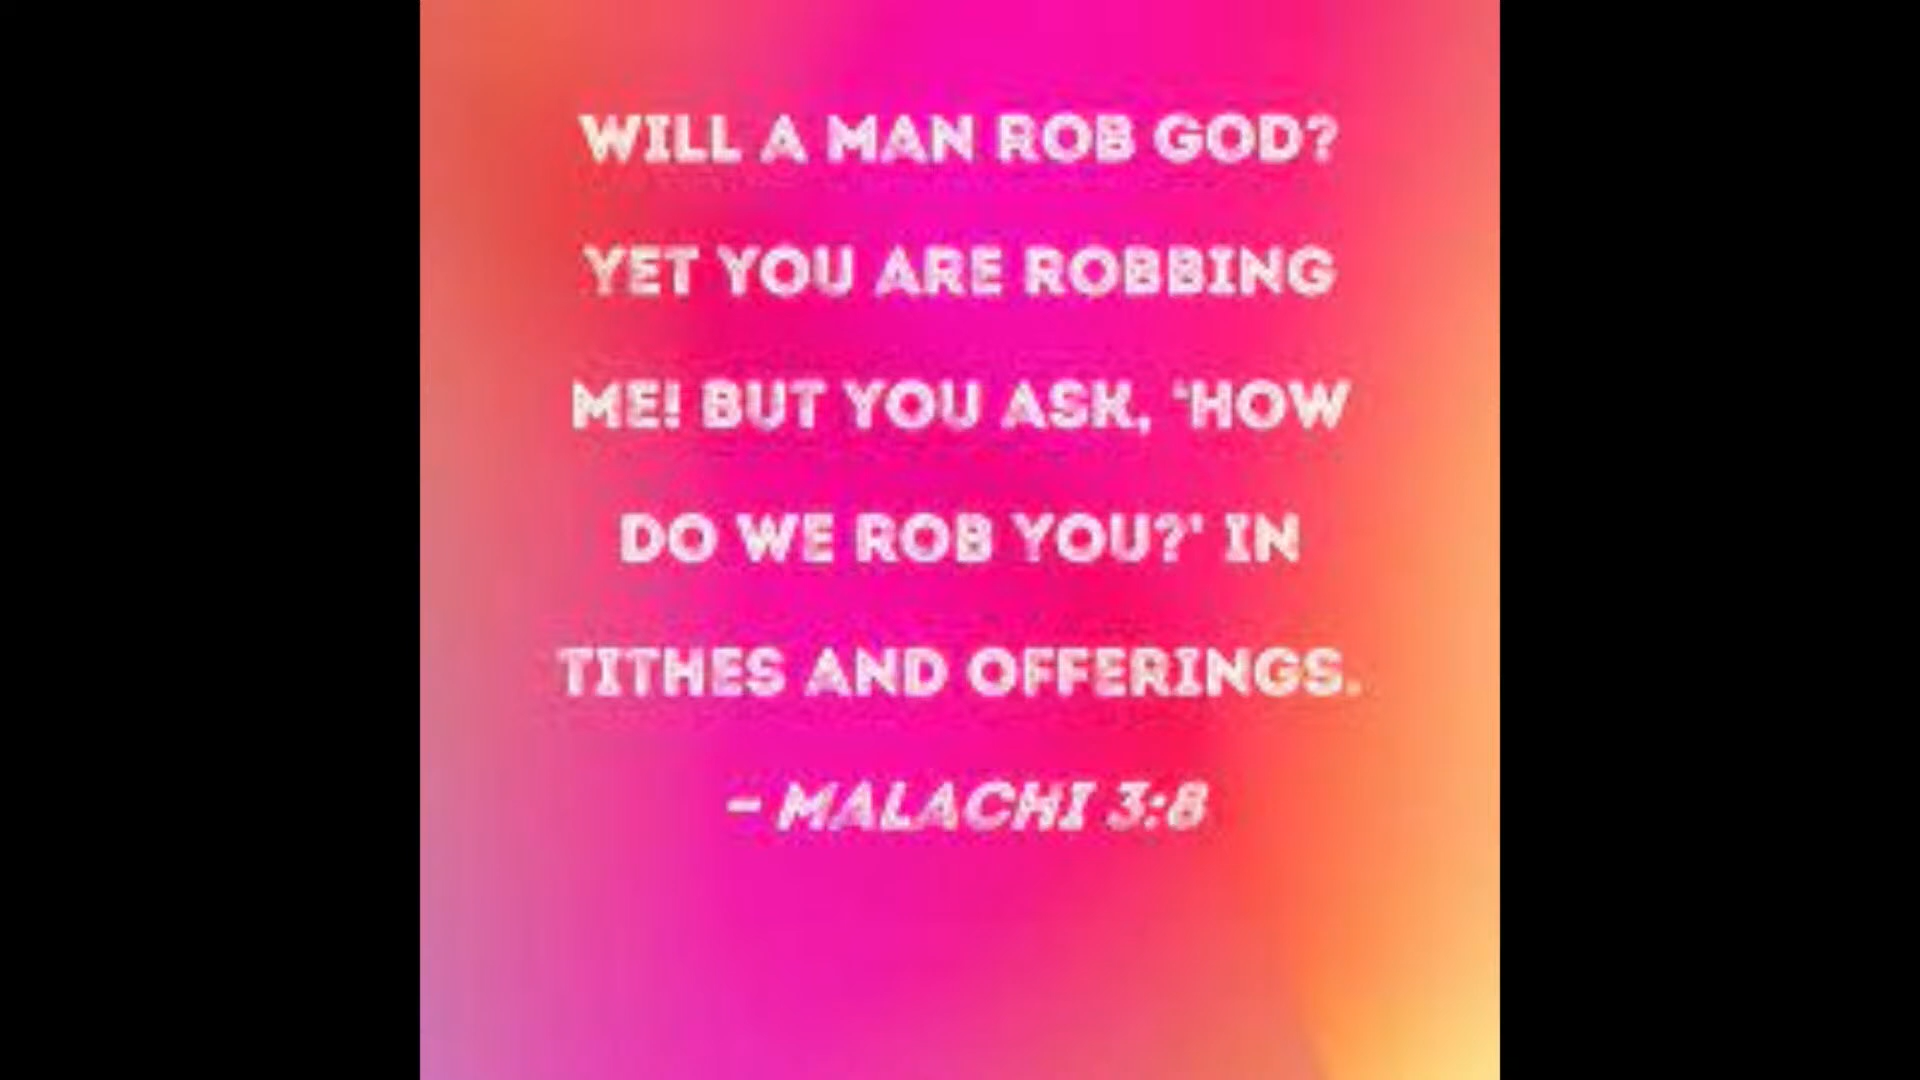 WILL A MAN ROB GOD?
YET YOU ARE ROBBING
ME! BUT YOU ASK, 'HOW
DO WE ROB YOU?' IN
TITHES AND OFFERINGS.
- MALACHI 3:8